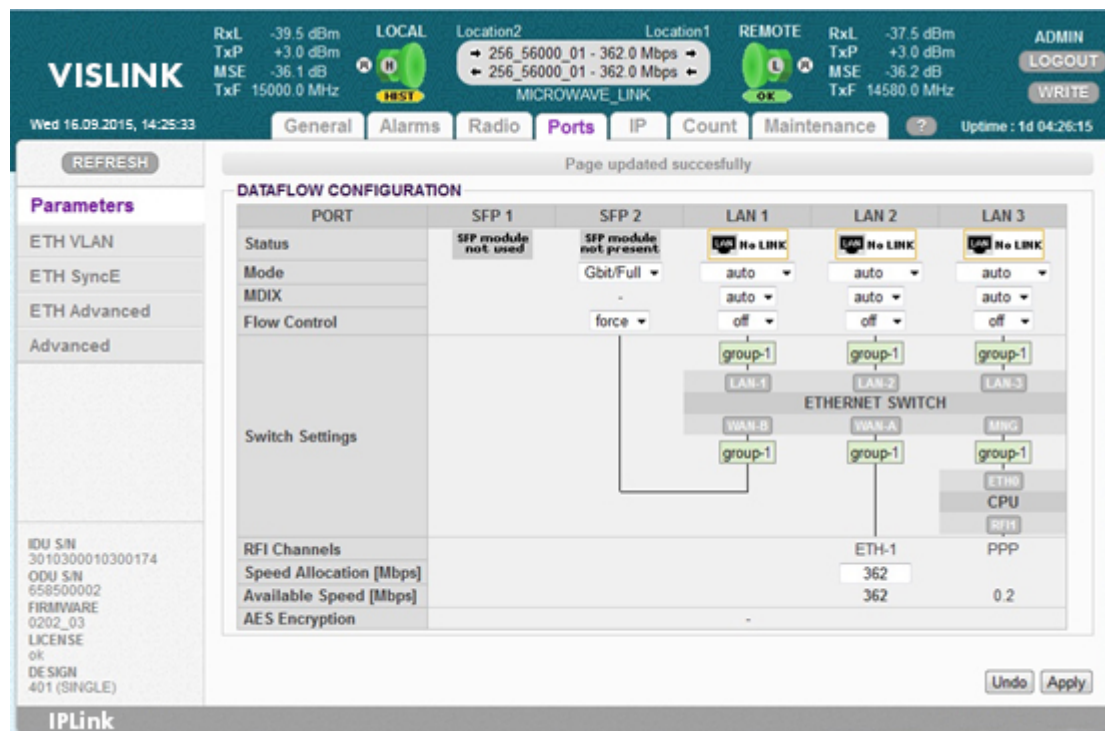 VISLINK
RxL -39.5 dBm
TxP +3.0 dBm
MSE -36.1 dB
TxF 15000.0 MHz
LOCAL
R H
HIST
Location2 Location1
256_56000_01 - 362.0 Mbps
256_56000_01 - 362.0 Mbps
MICROWAVE_LINK
REMOTE
L R
OK
RxL -37.5 dBm
TxP +3.0 dBm
MSE -36.2 dB
TxF 14580.0 MHz
ADMIN
LOGOUT
WRITE
Wed 16.09.2015, 14:25:33
General Alarms Radio Ports IP Count Maintenance ? Uptime : 1d 04:26:15
REFRESH
Parameters
ETH VLAN
ETH SyncE
ETH Advanced
Advanced
IDU S/N
3010300010300174
ODU S/N
658500002
FIRMWARE
0202_03
LICENSE
ok
DESIGN
401 (SINGLE)
Page updated succesfully
DATAFLOW CONFIGURATION
PORT SFP 1 SFP 2 LAN 1 LAN 2 LAN 3
Status SFP module not used SFP module not present LAN No LINK LAN No LINK LAN No LINK
Mode Gbit/Full auto auto auto
MDIX - auto auto auto
Flow Control force off off off
Switch Settings
group-1 group-1 group-1
LAN-1 LAN-2 LAN-3
ETHERNET SWITCH
WAN-B WAN-A MNG
group-1 group-1 group-1
ETH0
CPU
RFI1
RFI Channels ETH-1 PPP
Speed Allocation [Mbps] 362
Available Speed [Mbps] 362 0.2
AES Encryption -
Undo Apply
IPLink